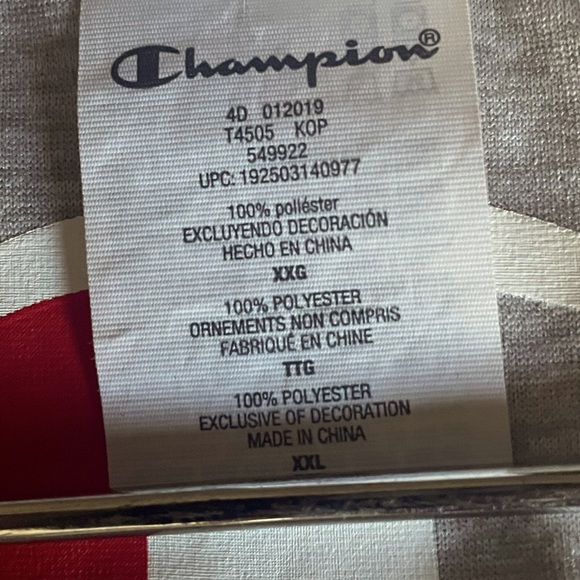 Champion®
4D 012019
T4505 KOP
549922
UPC: 192503140977
100% poliéster
EXCLUYENDO DECORACIÓN
HECHO EN CHINA
XXG
100% POLYESTER
ORNEMENTS NON COMPRIS
FABRIQUÉ EN CHINE
TTG
100% POLYESTER
EXCLUSIVE OF DECORATION
MADE IN CHINA
XXL